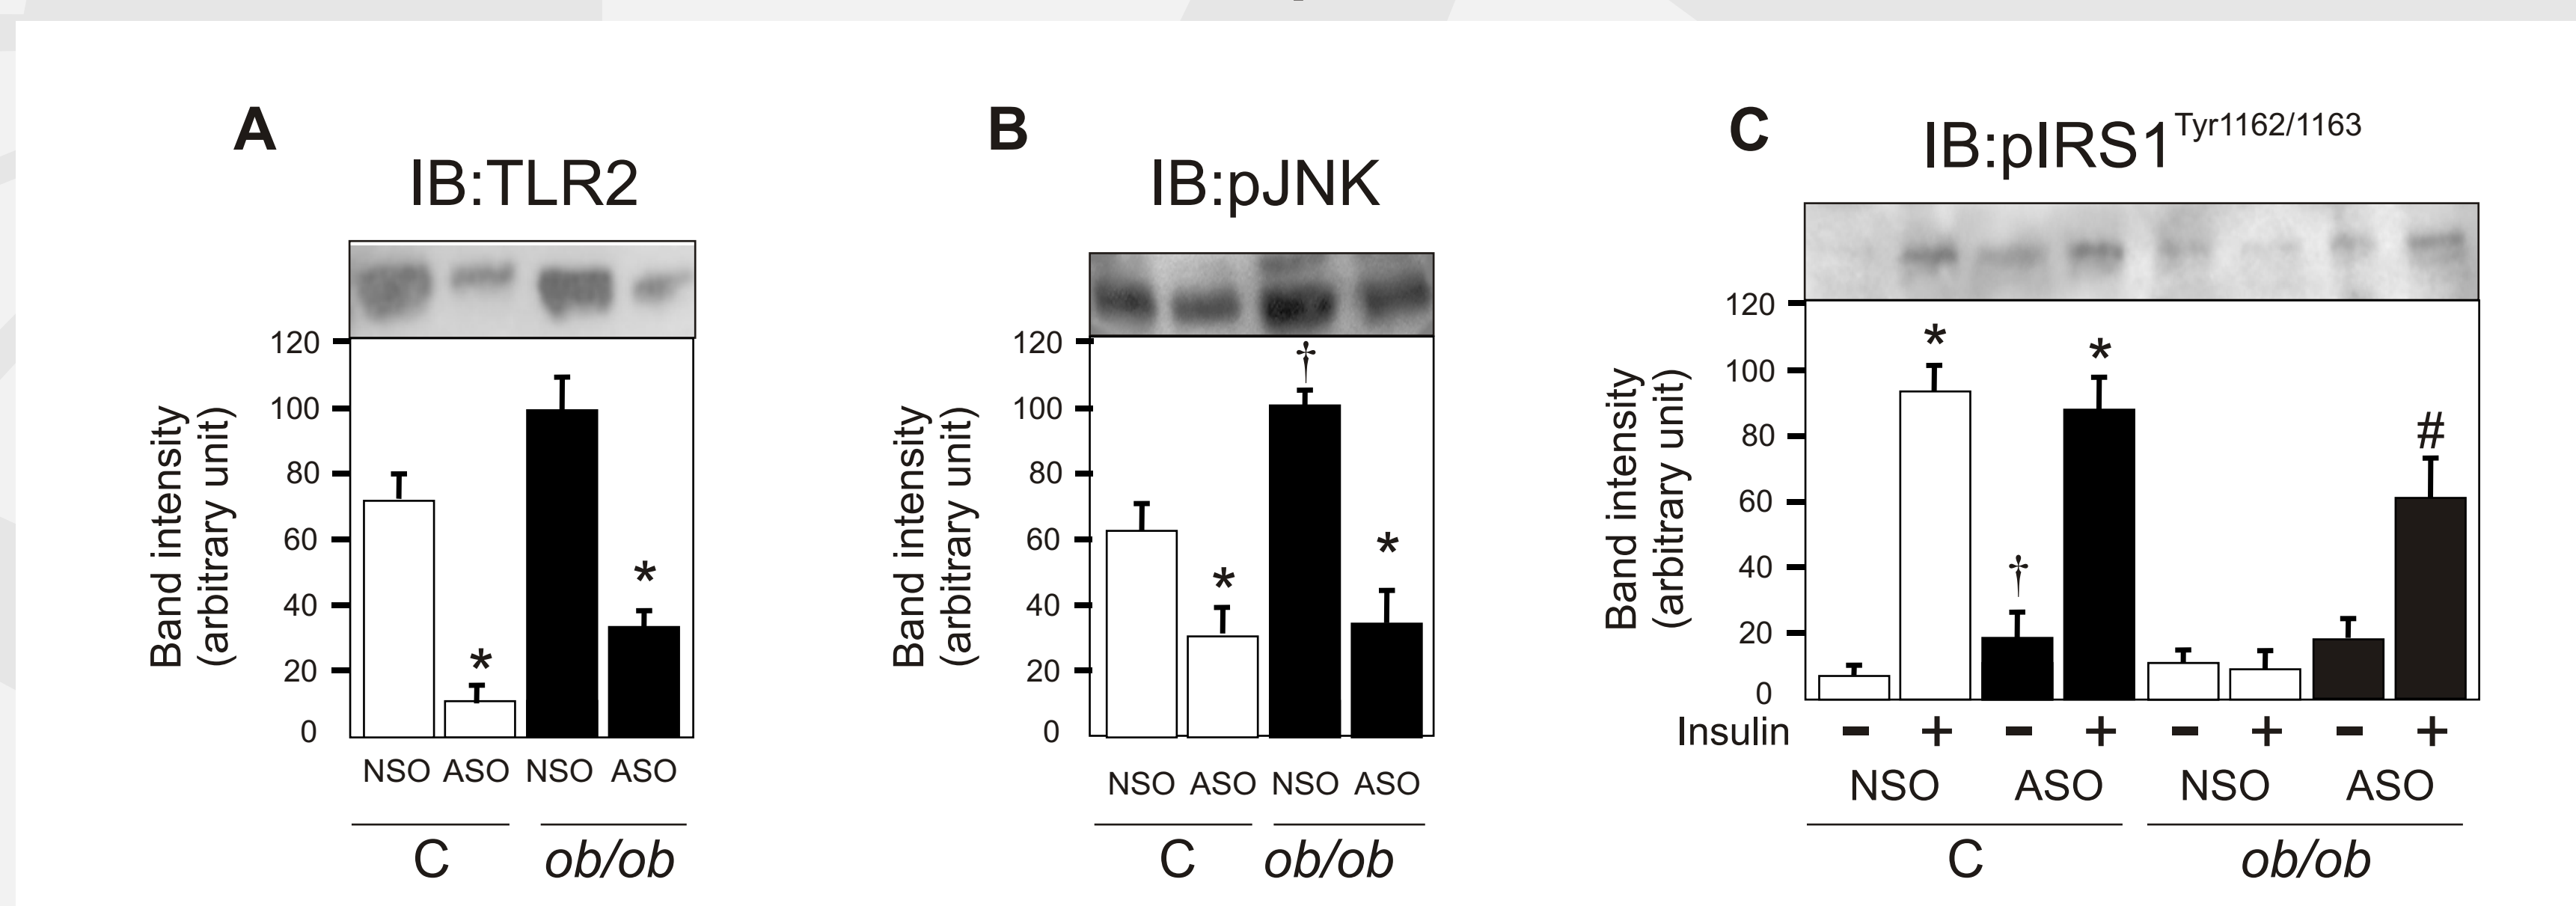 A
IB:TLR2
120
100
80
60
40
20
0
Band intensity
(arbitrary unit)
*
*
NSO ASO NSO ASO
C ob/ob
B
IB:pJNK
120
100
80
60
40
20
0
Band intensity
(arbitrary unit)
*
†
*
NSO ASO NSO ASO
C ob/ob
C
IB:pIRS1Tyr1162/1163
120
100
80
60
40
20
0
Band intensity
(arbitrary unit)
*
†
*
#
Insulin - + - + - + - +
NSO ASO NSO ASO
C ob/ob